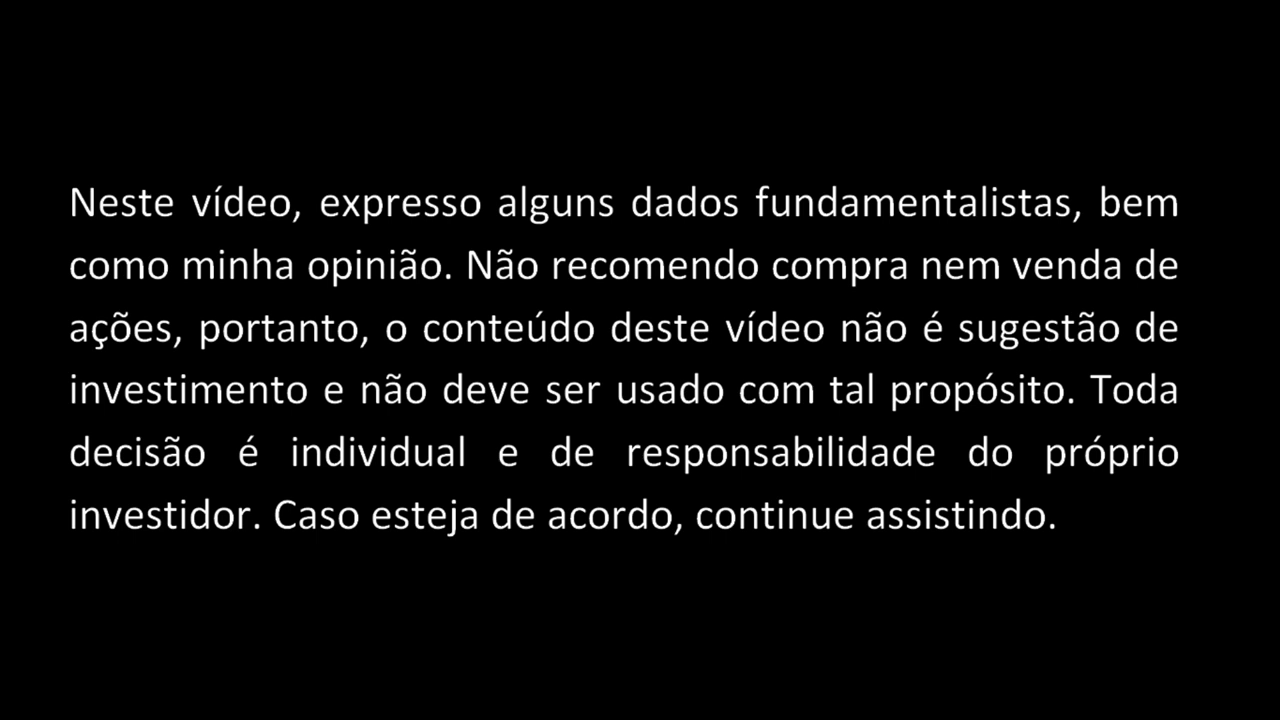 Neste vídeo, expresso alguns dados fundamentalistas, bem
como minha opinião. Não recomendo compra nem venda de
ações, portanto, o conteúdo deste vídeo não é sugestão de
investimento e não deve ser usado com tal propósito. Toda
decisão é individual e de responsabilidade do próprio
investidor. Caso esteja de acordo, continue assistindo.